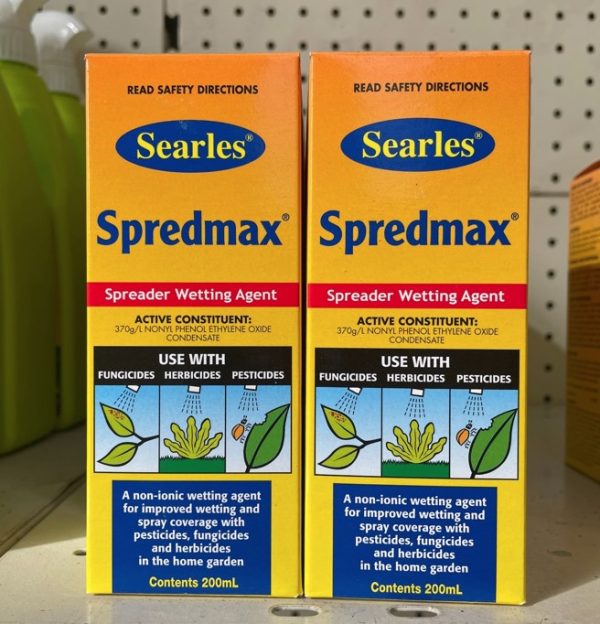 READ SAFETY DIRECTIONS
Searles®
Spredmax®
Spreader Wetting Agent
ACTIVE CONSTITUENT:
370g/L NONYL PHENOL ETHYLENE OXIDE
CONDENSATE
USE WITH
FUNGICIDES HERBICIDES PESTICIDES
A non-ionic wetting agent
for improved wetting and
spray coverage with
pesticides, fungicides
and herbicides
in the home garden
Contents 200mL
READ SAFETY DIRECTIONS
Searles®
Spredmax®
Spreader Wetting Agent
ACTIVE CONSTITUENT:
370g/L NONYL PHENOL ETHYLENE OXIDE
CONDENSATE
USE WITH
FUNGICIDES HERBICIDES PESTICIDES
A non-ionic wetting agent
for improved wetting and
spray coverage with
pesticides, fungicides
and herbicides
in the home garden
Contents 200mL